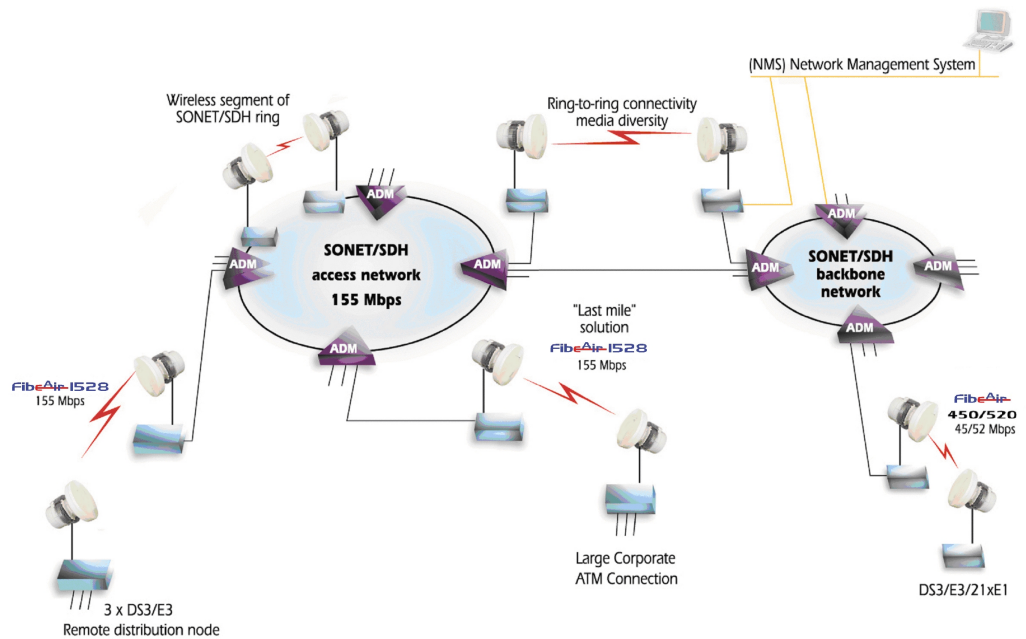 (NMS) Network Management System
Wireless segment of
SONET/SDH ring
Ring-to-ring connectivity
media diversity
ADM
ADM
SONET/SDH
access network
155 Mbps
ADM
ADM
ADM
SONET/SDH
backbone
network
ADM
ADM
ADM
"Last mile"
solution
FibeAir 1528
155 Mbps
FibeAir 1528
155 Mbps
FibeAir
450/520
45/52 Mbps
Large Corporate
ATM Connection
DS3/E3/21xE1
3 x DS3/E3
Remote distribution node